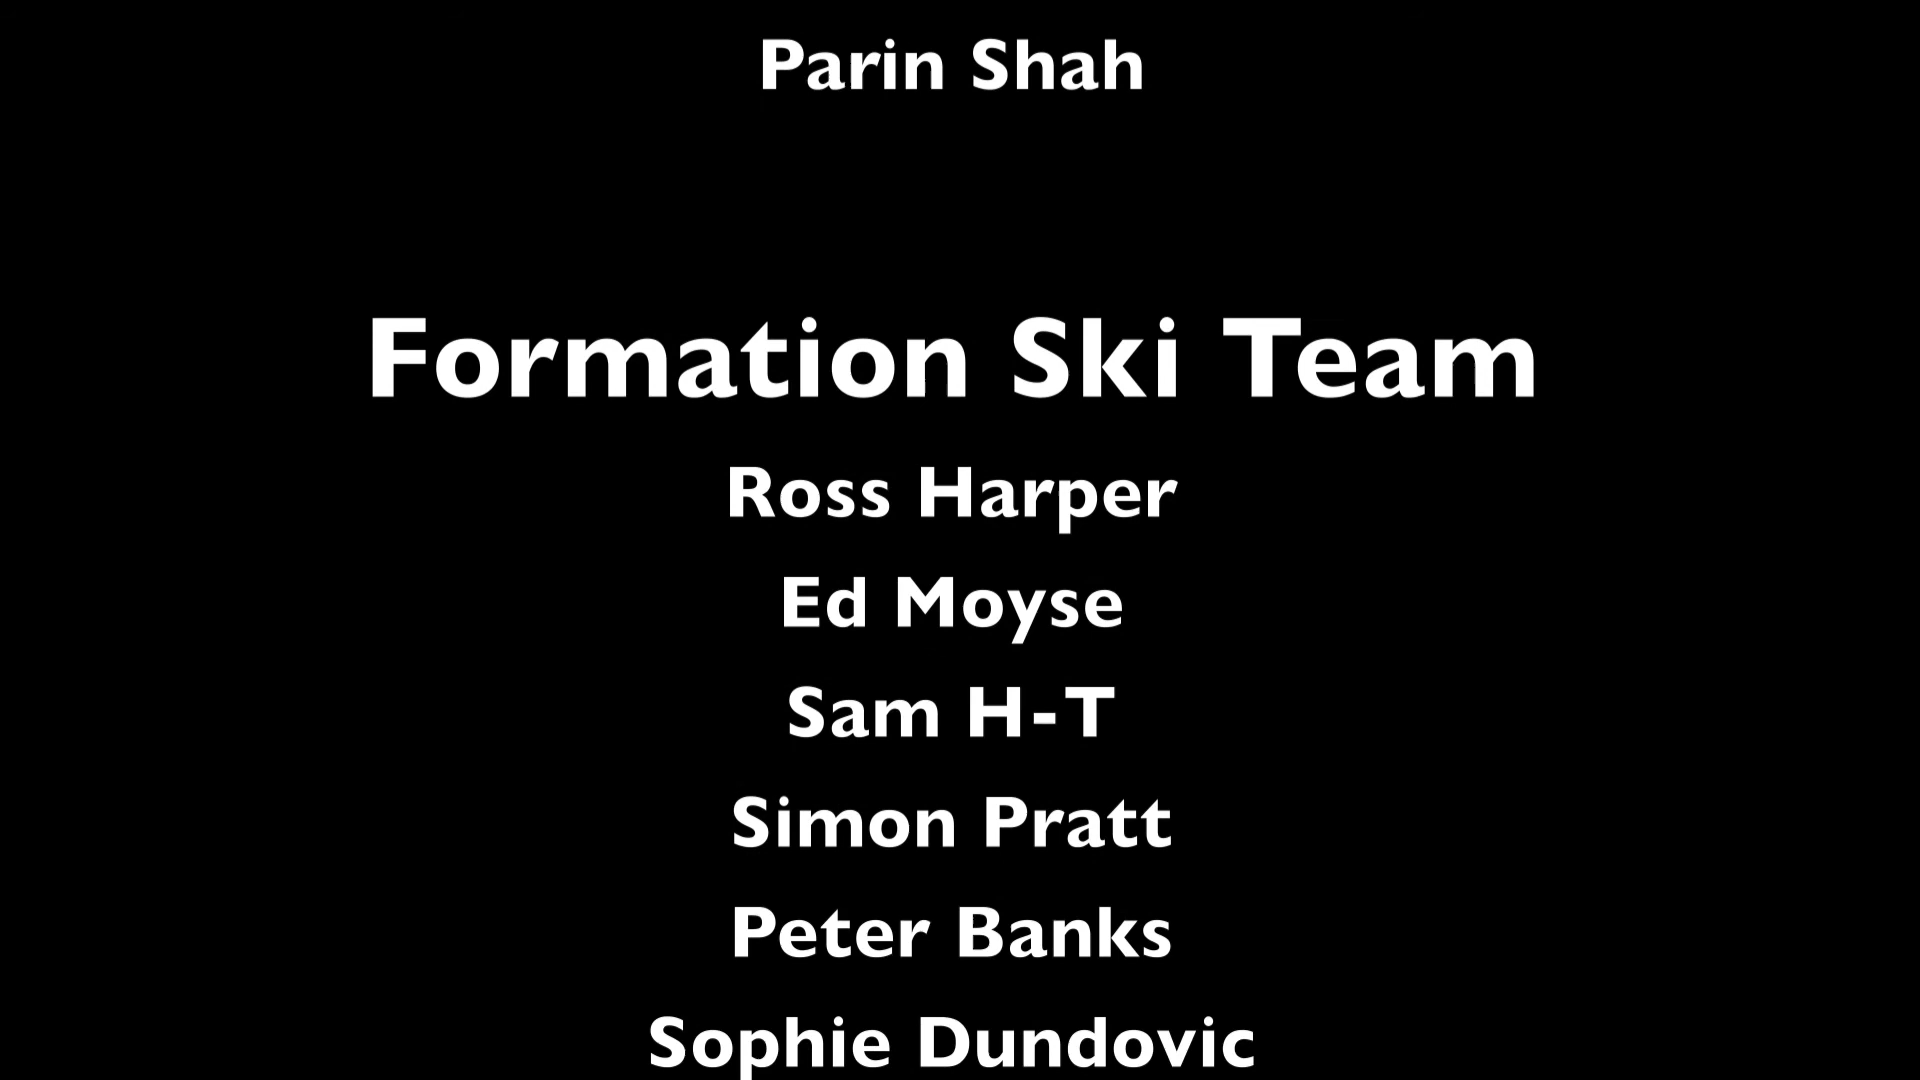 Parin Shah
Formation Ski Team
Ross Harper
Ed Moyse
Sam H-T
Simon Pratt
Peter Banks
Sophie Dundovic